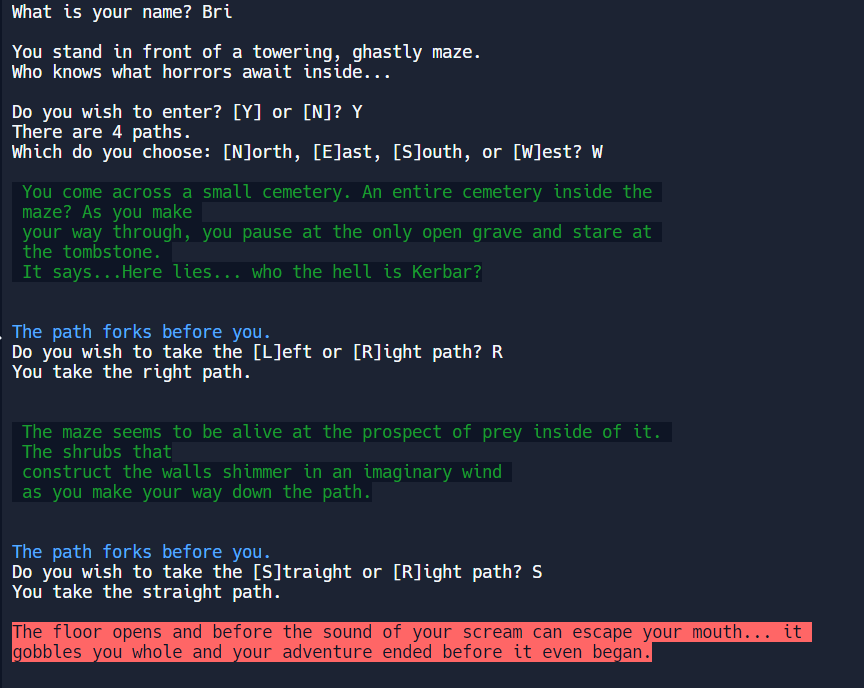 What is your name? Bri
You stand in front of a towering, ghastly maze.
Who knows what horrors await inside...
Do you wish to enter? [Y] or [N]? Y
There are 4 paths.
Which do you choose: [N]orth, [E]ast, [S]outh, or [W]est? W
You come across a small cemetery. An entire cemetery inside the
maze? As you make
your way through, you pause at the only open grave and stare at
the tombstone.
It says...Here lies... who the hell is Kerbar?
The path forks before you.
Do you wish to take the [L]eft or [R]ight path? R
You take the right path.
The maze seems to be alive at the prospect of prey inside of it.
The shrubs that
construct the walls shimmer in an imaginary wind
as you make your way down the path.
The path forks before you.
Do you wish to take the [S]traight or [R]ight path? S
You take the straight path.
The floor opens and before the sound of your scream can escape your mouth... it
gobbles you whole and your adventure ended before it even began.